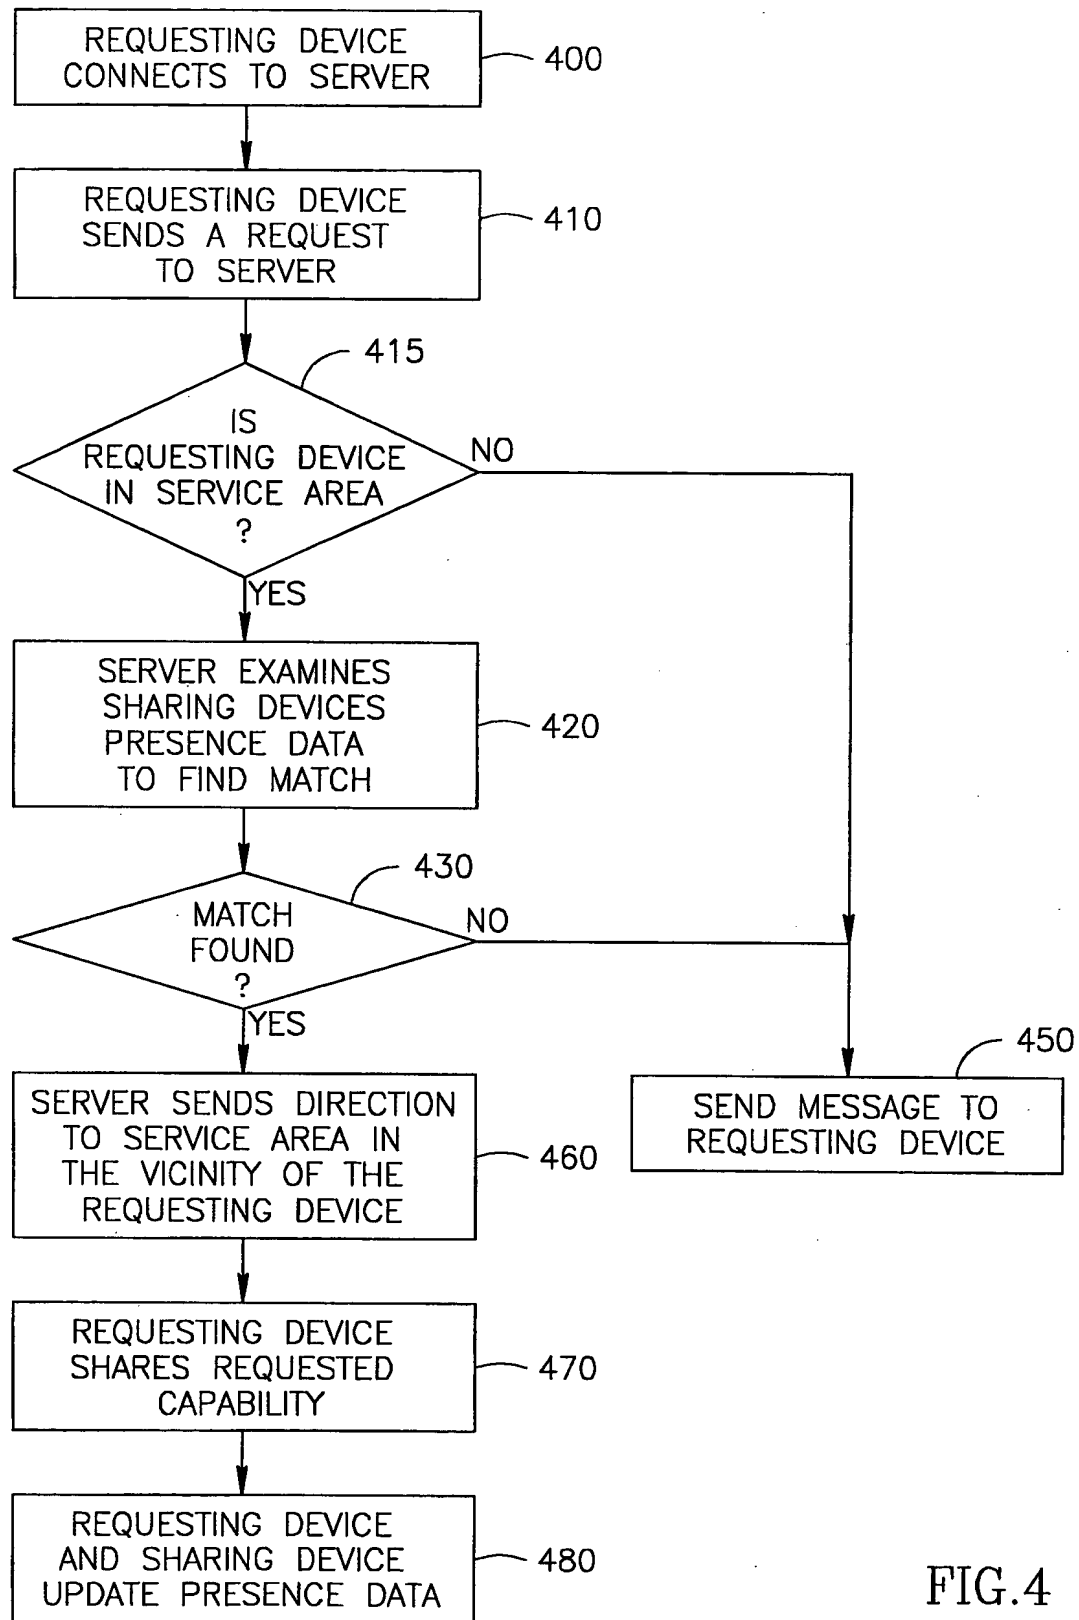 REQUESTING DEVICE
CONNECTS TO SERVER
400
REQUESTING DEVICE
SENDS A REQUEST
TO SERVER
410
415
IS
REQUESTING DEVICE
IN SERVICE AREA
?
NO
YES
SERVER EXAMINES
SHARING DEVICES
PRESENCE DATA
TO FIND MATCH
420
430
MATCH
FOUND
?
NO
YES
450
SEND MESSAGE TO
REQUESTING DEVICE
SERVER SENDS DIRECTION
TO SERVICE AREA IN
THE VICINITY OF THE
REQUESTING DEVICE
460
REQUESTING DEVICE
SHARES REQUESTED
CAPABILITY
470
REQUESTING DEVICE
AND SHARING DEVICE
UPDATE PRESENCE DATA
480
FIG.4